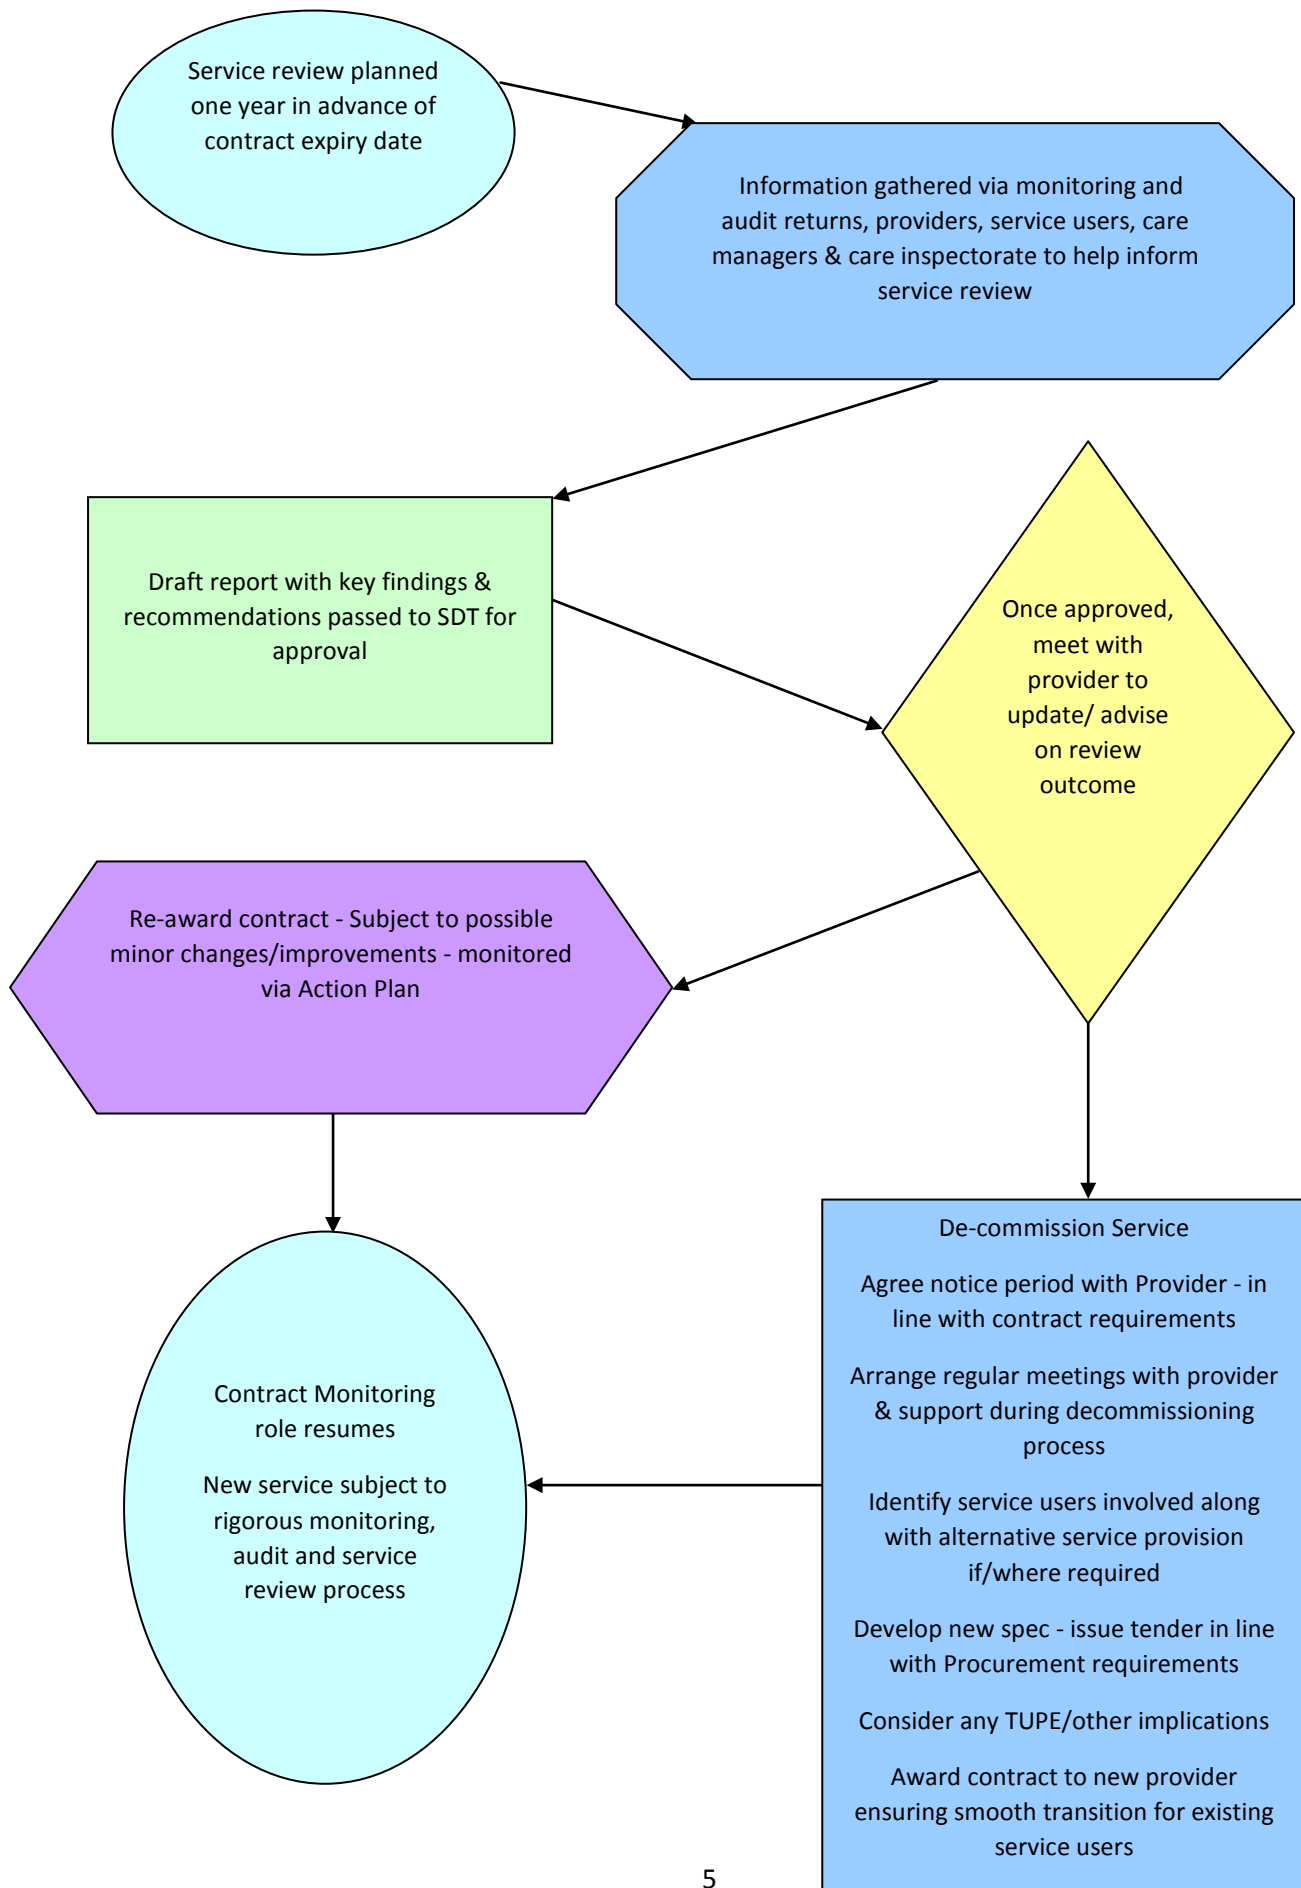 Service review planned
one year in advance of
contract expiry date
Information gathered via monitoring and
audit returns, providers, service users, care
managers & care inspectorate to help inform
service review
Draft report with key findings &
recommendations passed to SDT for
approval
Once approved,
meet with
provider to
update/ advise
on review
outcome
Re-award contract - Subject to possible
minor changes/improvements - monitored
via Action Plan
De-commission Service
Agree notice period with Provider - in
line with contract requirements
Arrange regular meetings with provider
& support during decommissioning
process
Identify service users involved along
with alternative service provision
if/where required
Develop new spec - issue tender in line
with Procurement requirements
Consider any TUPE/other implications
Award contract to new provider
ensuring smooth transition for existing
service users
Contract Monitoring
role resumes
New service subject to
rigorous monitoring,
audit and service
review process
5